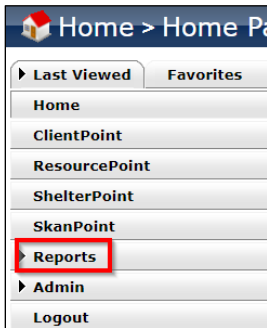 Home > Home Pa
Last Viewed Favorites
Home
ClientPoint
ResourcePoint
ShelterPoint
SkanPoint
Reports
Admin
Logout